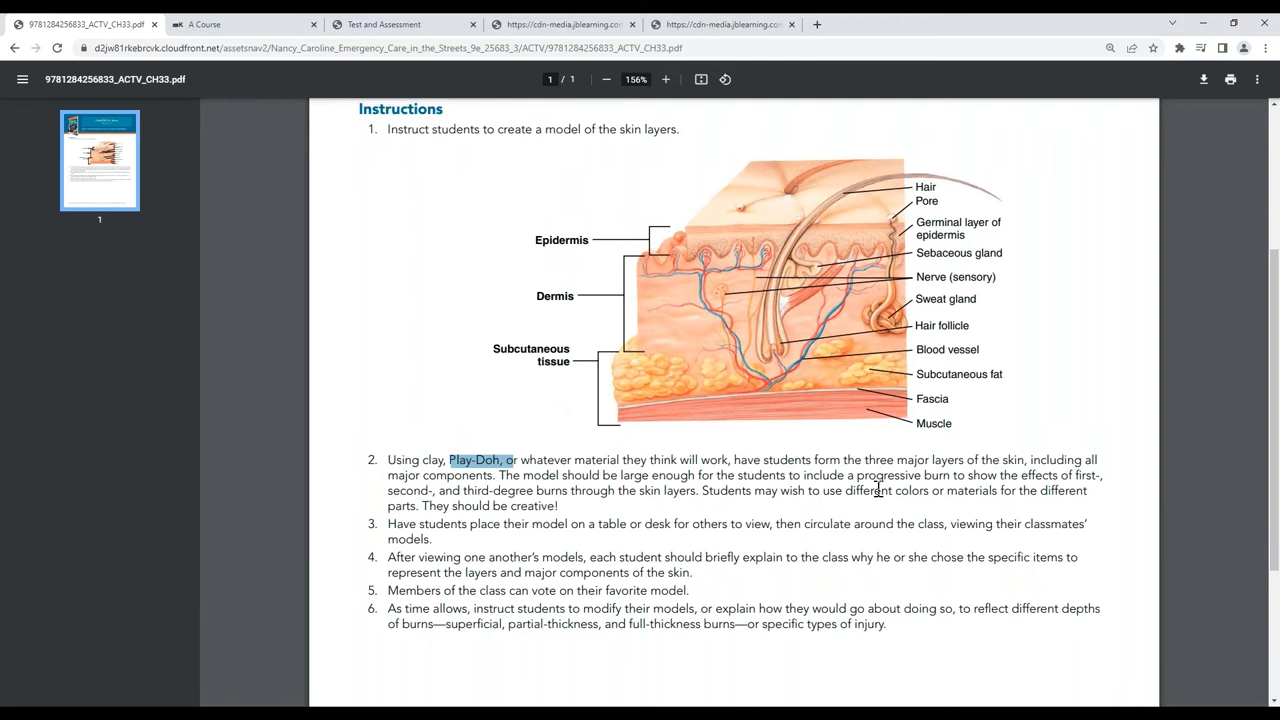 9781284256833_ACTV_CH33.pdf
A Course
Test and Assessment
https://cdn-media.jblearning.com
https://cdn-media.jblearning.com
d2jw81rkebrcvk.cloudfront.net/assetsnav2/Nancy_Caroline_Emergency_Care_in_the_Streets_9e_25683_3/ACTV/9781284256833_ACTV_CH33.pdf
9781284256833_ACTV_CH33.pdf
1 / 1
156%
1
Instructions
1. Instruct students to create a model of the skin layers.
Hair
Pore
Germinal layer of
epidermis
Epidermis
Sebaceous gland
Nerve (sensory)
Dermis
Sweat gland
Hair follicle
Subcutaneous
tissue
Blood vessel
Subcutaneous fat
Fascia
Muscle
2. Using clay, Play-Doh, or whatever material they think will work, have students form the three major layers of the skin, including all
major components. The model should be large enough for the students to include a progressive burn to show the effects of first-,
second-, and third-degree burns through the skin layers. Students may wish to use different colors or materials for the different
parts. They should be creative!
3. Have students place their model on a table or desk for others to view, then circulate around the class, viewing their classmates’
models.
4. After viewing one another’s models, each student should briefly explain to the class why he or she chose the specific items to
represent the layers and major components of the skin.
5. Members of the class can vote on their favorite model.
6. As time allows, instruct students to modify their models, or explain how they would go about doing so, to reflect different depths
of burns—superficial, partial-thickness, and full-thickness burns—or specific types of injury.